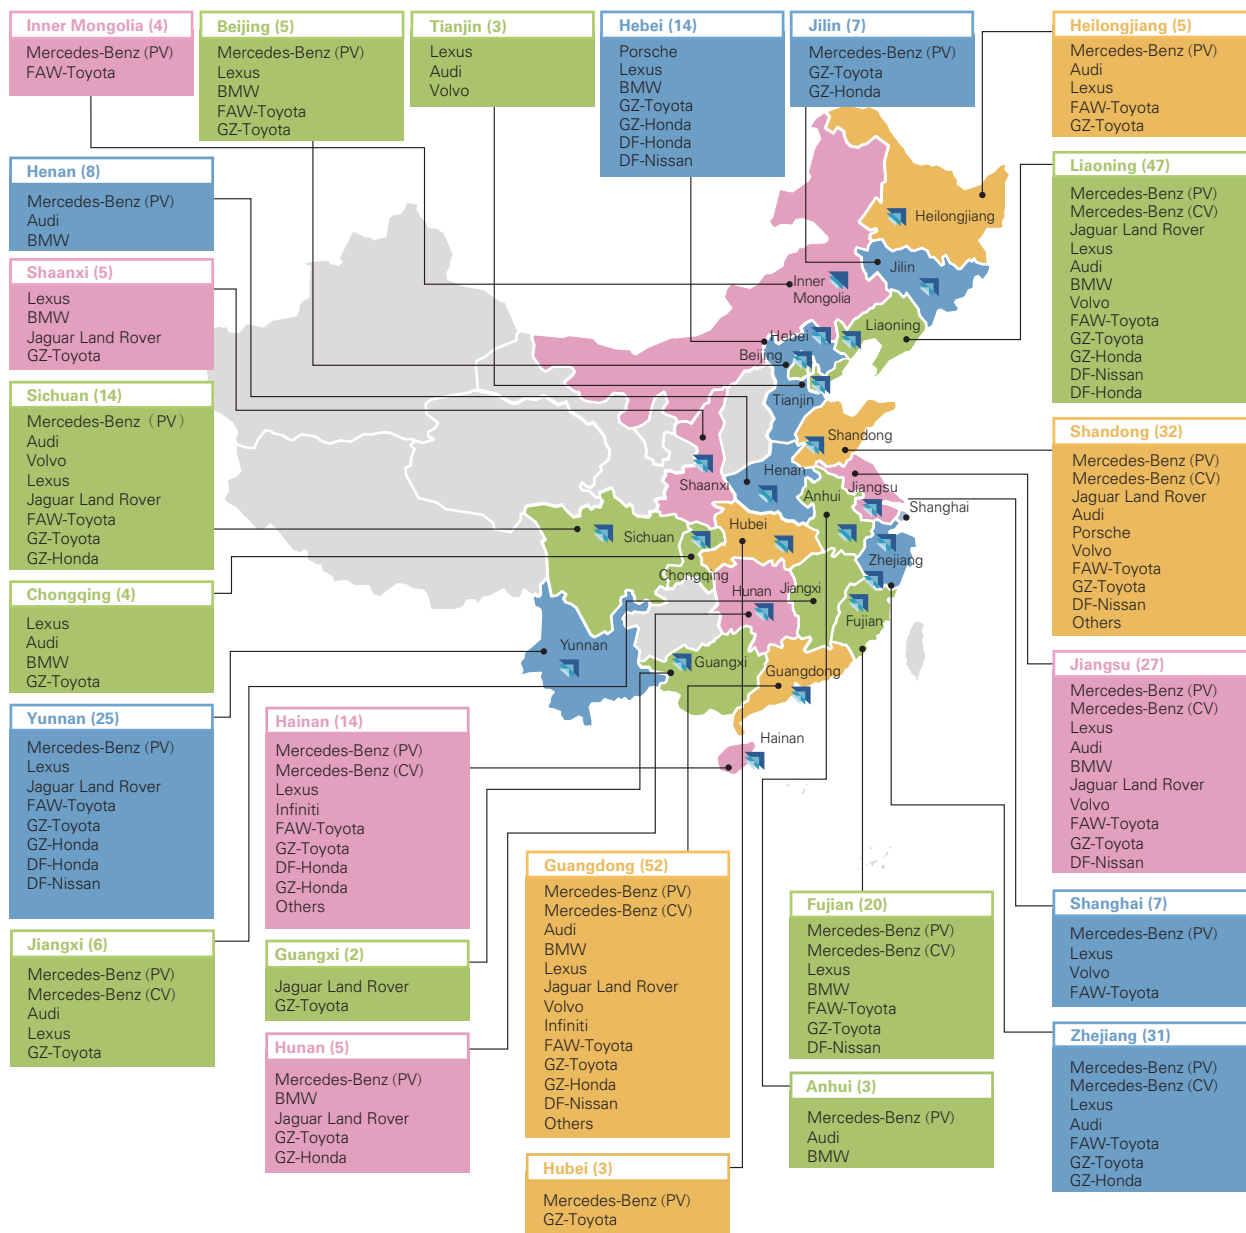 Inner Mongolia (4)
Mercedes-Benz (PV)
FAW-Toyota
Beijing (5)
Mercedes-Benz (PV)
Lexus
BMW
FAW-Toyota
GZ-Toyota
Tianjin (3)
Lexus
Audi
Volvo
Hebei (14)
Porsche
Lexus
BMW
GZ-Toyota
GZ-Honda
DF-Honda
DF-Nissan
Jilin (7)
Mercedes-Benz (PV)
GZ-Toyota
GZ-Honda
Heilongjiang (5)
Mercedes-Benz (PV)
Audi
Lexus
FAW-Toyota
GZ-Toyota
Henan (8)
Mercedes-Benz (PV)
Audi
BMW
Shaanxi (5)
Lexus
BMW
Jaguar Land Rover
GZ-Toyota
Sichuan (14)
Mercedes-Benz（PV）
Audi
Volvo
Lexus
Jaguar Land Rover
FAW-Toyota
GZ-Toyota
GZ-Honda
Chongqing (4)
Lexus
Audi
BMW
GZ-Toyota
Yunnan (25)
Mercedes-Benz (PV)
Lexus
Jaguar Land Rover
FAW-Toyota
GZ-Toyota
GZ-Honda
DF-Honda
DF-Nissan
Jiangxi (6)
Mercedes-Benz (PV)
Mercedes-Benz (CV)
Audi
Lexus
GZ-Toyota
Heilongjiang
Jilin
Inner
Mongolia
Liaoning
Hebei
Beijing
Tianjin
Shandong
Henan
Shaanxi
Anhui
Jiangsu
Shanghai
Sichuan
Hubei
Chongqing
Zhejiang
Hunan
Jiangxi
Fujian
Yunnan
Guangxi
Guangdong
Hainan
Liaoning (47)
Mercedes-Benz (PV)
Mercedes-Benz (CV)
Jaguar Land Rover
Lexus
Audi
BMW
Volvo
FAW-Toyota
GZ-Toyota
GZ-Honda
DF-Nissan
DF-Honda
Shandong (32)
Mercedes-Benz (PV)
Mercedes-Benz (CV)
Jaguar Land Rover
Audi
Porsche
Volvo
FAW-Toyota
GZ-Toyota
DF-Nissan
Others
Jiangsu (27)
Mercedes-Benz (PV)
Mercedes-Benz (CV)
Lexus
Audi
BMW
Jaguar Land Rover
Volvo
FAW-Toyota
GZ-Toyota
DF-Nissan
Hainan (14)
Mercedes-Benz (PV)
Mercedes-Benz (CV)
Lexus
Infiniti
FAW-Toyota
GZ-Toyota
DF-Honda
GZ-Honda
Others
Guangxi (2)
Jaguar Land Rover
GZ-Toyota
Hunan (5)
Mercedes-Benz (PV)
BMW
Jaguar Land Rover
GZ-Toyota
GZ-Honda
Guangdong (52)
Mercedes-Benz (PV)
Mercedes-Benz (CV)
Audi
BMW
Lexus
Jaguar Land Rover
Volvo
Infiniti
FAW-Toyota
GZ-Toyota
GZ-Honda
DF-Nissan
Others
Hubei (3)
Mercedes-Benz (PV)
GZ-Toyota
Fujian (20)
Mercedes-Benz (PV)
Mercedes-Benz (CV)
Lexus
BMW
FAW-Toyota
GZ-Toyota
DF-Nissan
Anhui (3)
Mercedes-Benz (PV)
Audi
BMW
Shanghai (7)
Mercedes-Benz (PV)
Lexus
Volvo
FAW-Toyota
Zhejiang (31)
Mercedes-Benz (PV)
Mercedes-Benz (CV)
Lexus
Audi
FAW-Toyota
GZ-Toyota
GZ-Honda